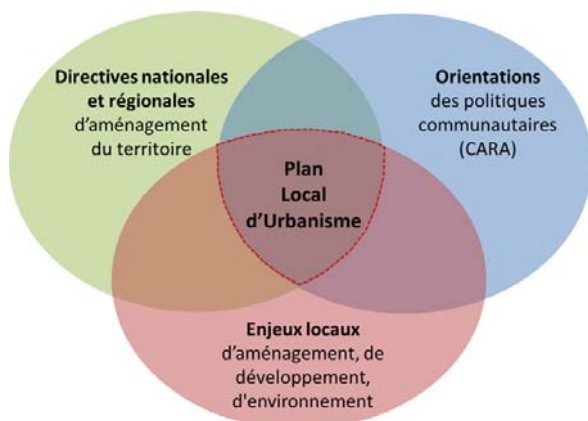 Directives nationales
et régionales
d'aménagement
du territoire
Orientations
des politiques
communautaires
(CARA)
Plan
Local
d'Urbanisme
Enjeux locaux
d'aménagement, de
développement,
d'environnement